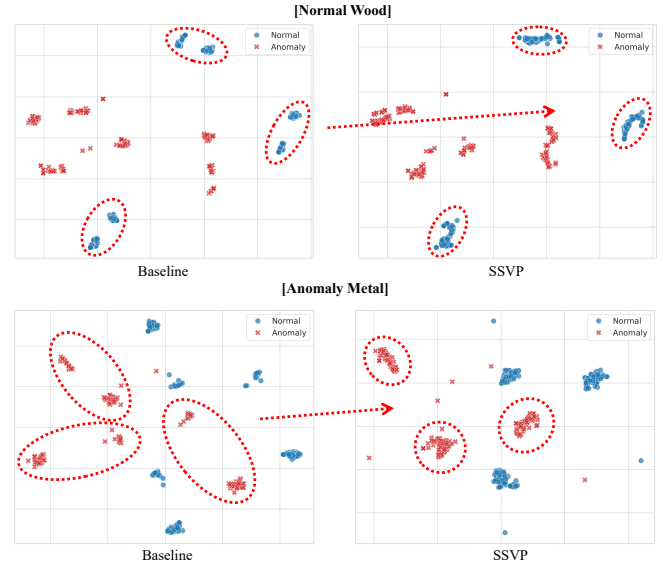 [Normal Wood]
Normal
Anomaly
Normal
Anomaly
Baseline
SSVP
[Anomaly Metal]
Normal
Anomaly
Normal
Anomaly
Baseline
SSVP